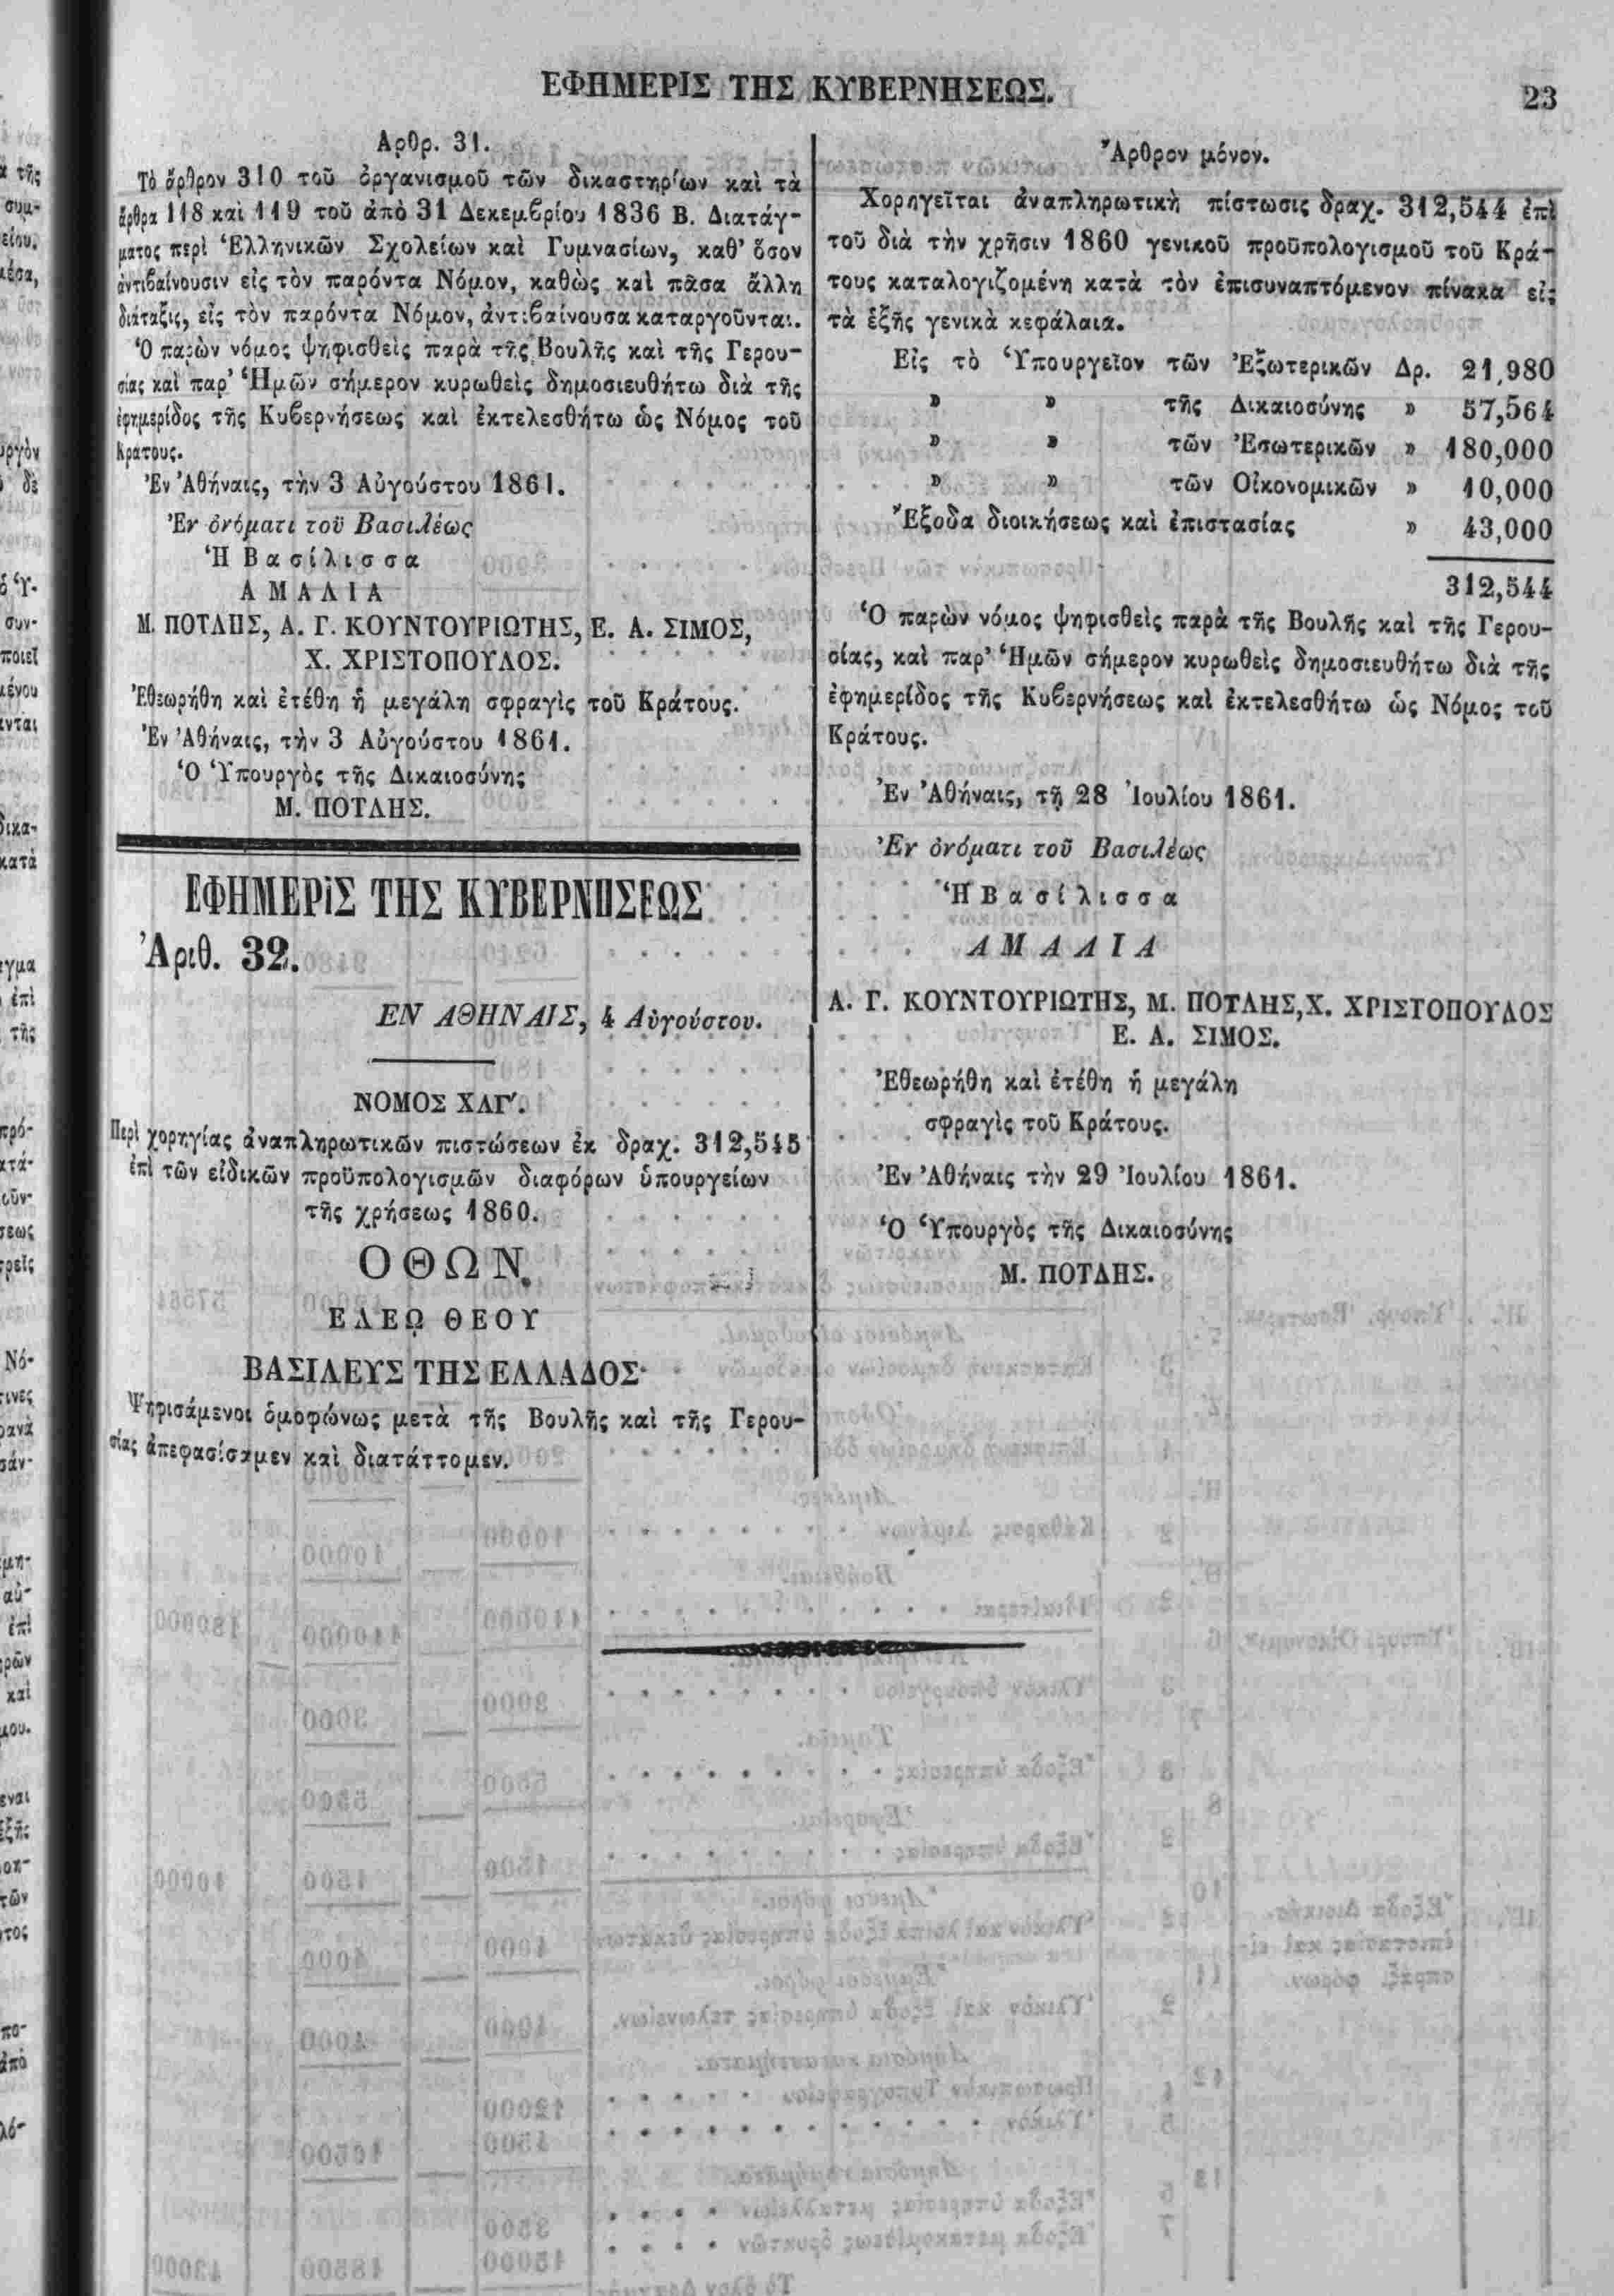 ΕΦΗΜΕΡΙΣ ΤΗΣ ΚΥΒΕΡΝΗΣΕΩΣ.
23
Αρθρ. 31.
Τὸ ἄρθρον 310 τοῦ ὀργανισμοῦ τῶν δικαστηρίων καὶ τὰ
ἄρθρα 118 καὶ 119 τοῦ ἀπὸ 31 Δεκεμβρίου 1836 Β. Διατάγ-
ματος περὶ Ἑλληνικῶν Σχολείων καὶ Γυμνασίων, καθ' ὅσον
ἀντιβαίνουσιν εἰς τὸν παρόντα Νόμον, καθὼς καὶ πᾶσα ἄλλη
διάταξις, εἰς τὸν παρόντα Νόμον, ἀντιβαίνουσα καταργοῦνται.
Ὁ παρὼν νόμος ψηφισθεὶς παρὰ τῆς Βουλῆς καὶ τῆς Γερου-
σίας καὶ παρ' Ἡμῶν σήμερον κυρωθεὶς δημοσιευθήτω διὰ τῆς
ἐφημερίδος τῆς Κυβερνήσεως καὶ ἐκτελεσθήτω ὡς Νόμος τοῦ
Κράτους.
Ἐν Ἀθήναις, τὴν 3 Αὐγούστου 1861.
Ἐν ὀνόματι τοῦ Βασιλέως
Ἡ Βασίλισσα
ΑΜΑΛΙΑ
Μ. ΠΟΤΛΗΣ, Α. Γ. ΚΟΥΝΤΟΥΡΙΩΤΗΣ, Ε. Α. ΣΙΜΟΣ,
Χ. ΧΡΙΣΤΟΠΟΥΛΟΣ.
Ἐθεωρήθη καὶ ἐτέθη ἡ μεγάλη σφραγὶς τοῦ Κράτους.
Ἐν Ἀθήναις, τὴν 3 Αὐγούστου 1861.
Ὁ Ὑπουργὸς τῆς Δικαιοσύνης
Μ. ΠΟΤΛΗΣ.
ΕΦΗΜΕΡΙΣ ΤΗΣ ΚΥΒΕΡΝΗΣΕΩΣ
Ἀριθ. 32.
ΕΝ ΑΘΗΝΑΙΣ, 4 Αὐγούστου.
ΝΟΜΟΣ ΧΛΓ'.
Περὶ χορηγίας ἀναπληρωτικῶν πιστώσεων ἐκ δραχ. 312,545
ἐπὶ τῶν εἰδικῶν προϋπολογισμῶν διαφόρων ὑπουργείων
τῆς χρήσεως 1860.
ΟΘΩΝ
ΕΛΕΩ ΘΕΟΥ
ΒΑΣΙΛΕΥΣ ΤΗΣ ΕΛΛΑΔΟΣ·
Ψηφισάμενοι ὁμοφώνως μετὰ τῆς Βουλῆς καὶ τῆς Γερου-
σίας ἀπεφασίσαμεν καὶ διατάττομεν.
Ἄρθρον μόνον.
Χορηγεῖται ἀναπληρωτικὴ πίστωσις δραχ. 312,544 ἐπὶ
τοῦ διὰ τὴν χρῆσιν 1860 γενικοῦ προϋπολογισμοῦ τοῦ Κρά-
τους καταλογιζομένη κατὰ τὸν ἐπισυναπτόμενον πίνακα εἰς
τὰ ἑξῆς γενικὰ κεφάλαια.
Εἰς τὸ Ὑπουργεῖον τῶν Ἐξωτερικῶν Δρ. 21,980
» » τῆς Δικαιοσύνης » 57,564
» » τῶν Ἐσωτερικῶν » 180,000
» » τῶν Οἰκονομικῶν » 10,000
Ἔξοδα διοικήσεως καὶ ἐπιστασίας » 43,000
312,544
Ὁ παρὼν νόμος ψηφισθεὶς παρὰ τῆς Βουλῆς καὶ τῆς Γερου-
σίας, καὶ παρ' Ἡμῶν σήμερον κυρωθεὶς δημοσιευθήτω διὰ τῆς
ἐφημερίδος τῆς Κυβερνήσεως καὶ ἐκτελεσθήτω ὡς Νόμος τοῦ
Κράτους.
Ἐν Ἀθήναις, τῇ 28 Ἰουλίου 1861.
Ἐν ὀνόματι τοῦ Βασιλέως
Ἡ Βασίλισσα
ΑΜΑΛΙΑ
Α. Γ. ΚΟΥΝΤΟΥΡΙΩΤΗΣ, Μ. ΠΟΤΛΗΣ, Χ. ΧΡΙΣΤΟΠΟΥΛΟΣ
Ε. Α. ΣΙΜΟΣ.
Ἐθεωρήθη καὶ ἐτέθη ἡ μεγάλη
σφραγὶς τοῦ Κράτους.
Ἐν Ἀθήναις τὴν 29 Ἰουλίου 1861.
Ὁ Ὑπουργὸς τῆς Δικαιοσύνης
Μ. ΠΟΤΛΗΣ.